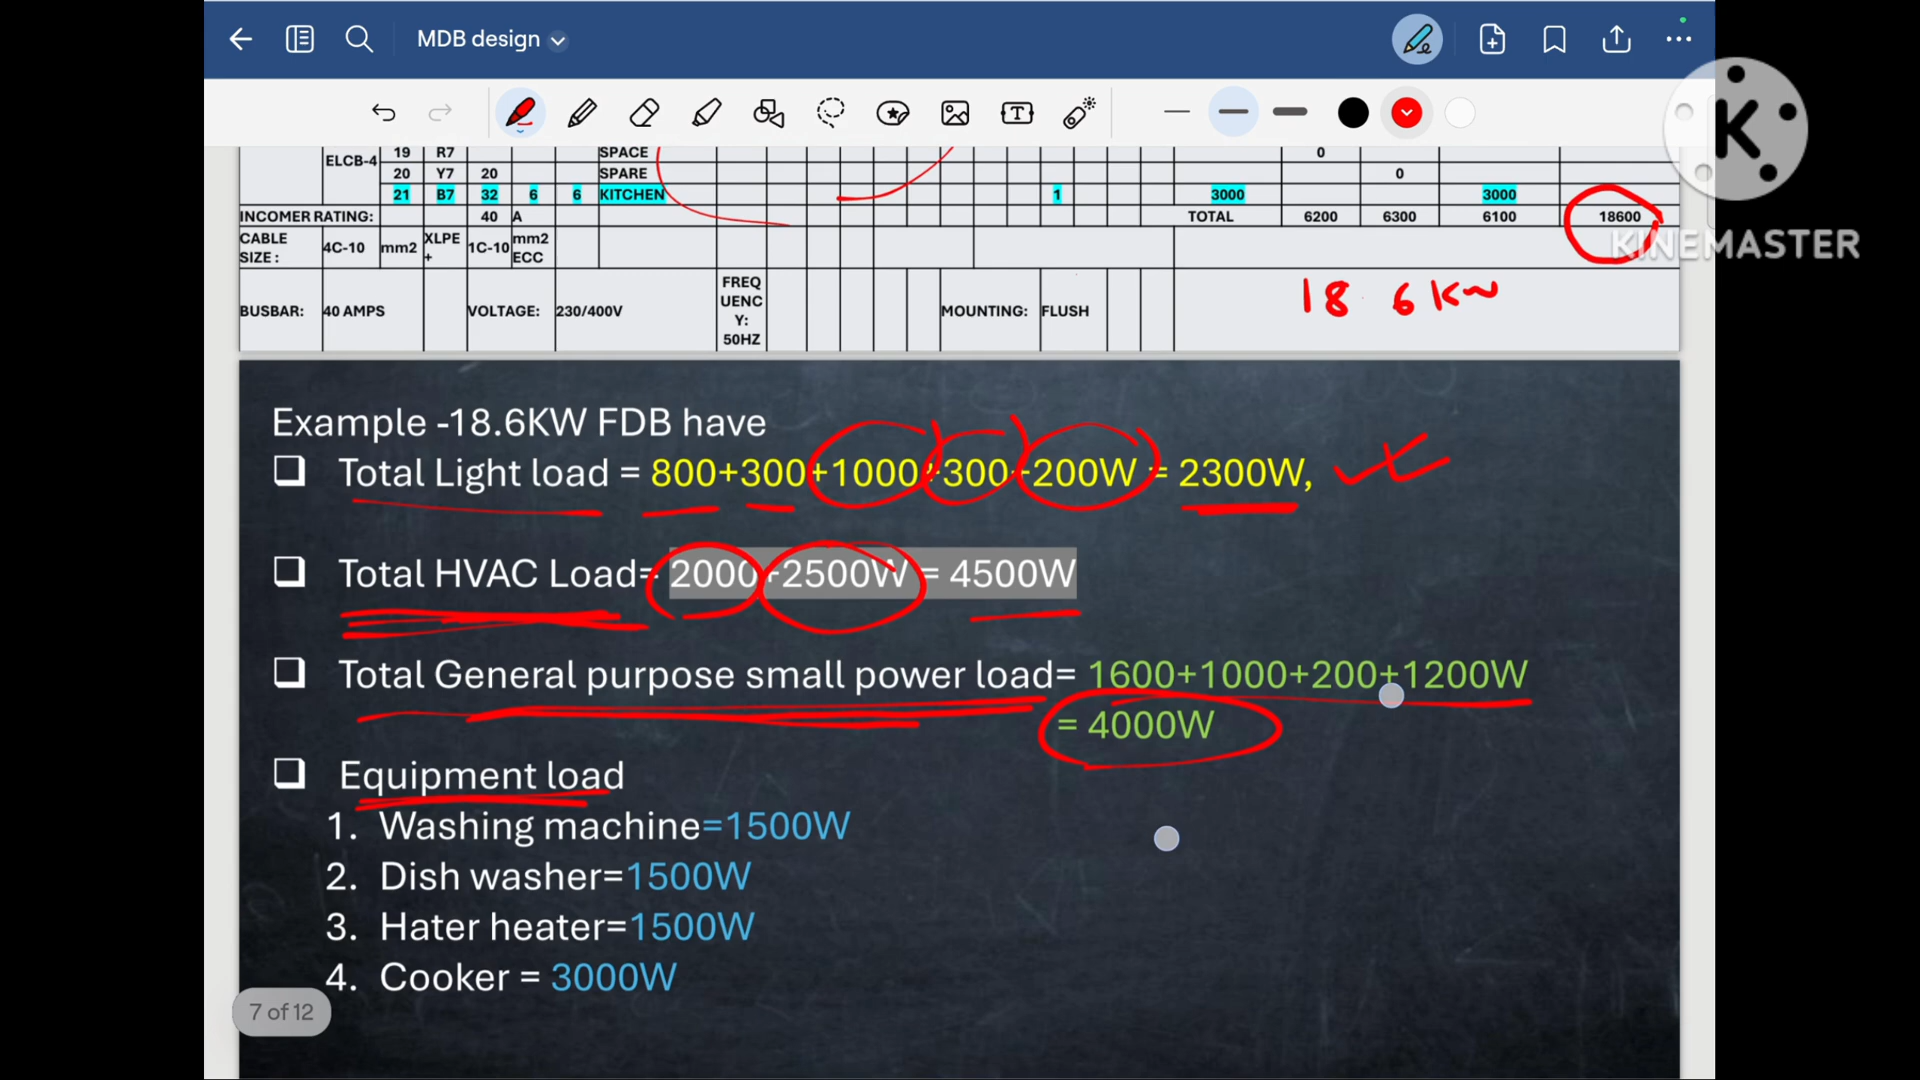 MDB design
ELCB-4 19 R7 SPACE 0
20 Y7 20 SPARE 0
21 B7 32 6 6 KITCHEN 1 3000 3000
INCOMER RATING: 40 A TOTAL 6200 6300 6100 18600
CABLE SIZE : 4C-10 mm2 XLPE + 1C-10 mm2 ECC
KINEMASTER
K
18 6 KW
BUSBAR: 40 AMPS VOLTAGE: 230/400V FREQ UENC Y: 50HZ MOUNTING: FLUSH
Example -18.6KW FDB have
Total Light load = 800+300+1000+300+200W = 2300W,
Total HVAC Load= 2000+2500W = 4500W
Total General purpose small power load= 1600+1000+200+1200W
= 4000W
Equipment load
1. Washing machine=1500W
2. Dish washer=1500W
3. Hater heater=1500W
4. Cooker = 3000W
7 of 12